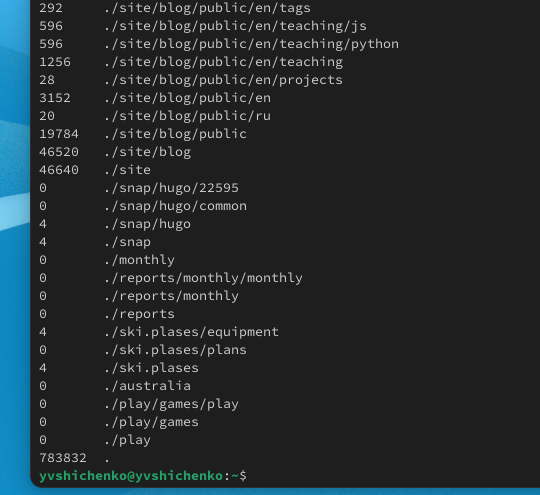 292 ./site/blog/public/en/tags
596 ./site/blog/public/en/teaching/js
596 ./site/blog/public/en/teaching/python
1256 ./site/blog/public/en/teaching
28 ./site/blog/public/en/projects
3152 ./site/blog/public/en
20 ./site/blog/public/ru
19784 ./site/blog/public
46520 ./site/blog
46640 ./site
0 ./snap/hugo/22595
0 ./snap/hugo/common
4 ./snap/hugo
4 ./snap
0 ./monthly
0 ./reports/monthly/monthly
0 ./reports/monthly
0 ./reports
4 ./ski.plases/equipment
0 ./ski.plases/plans
4 ./ski.plases
0 ./australia
0 ./play/games/play
0 ./play/games
0 ./play
783832 .
yvshichenko@yvshichenko:~$